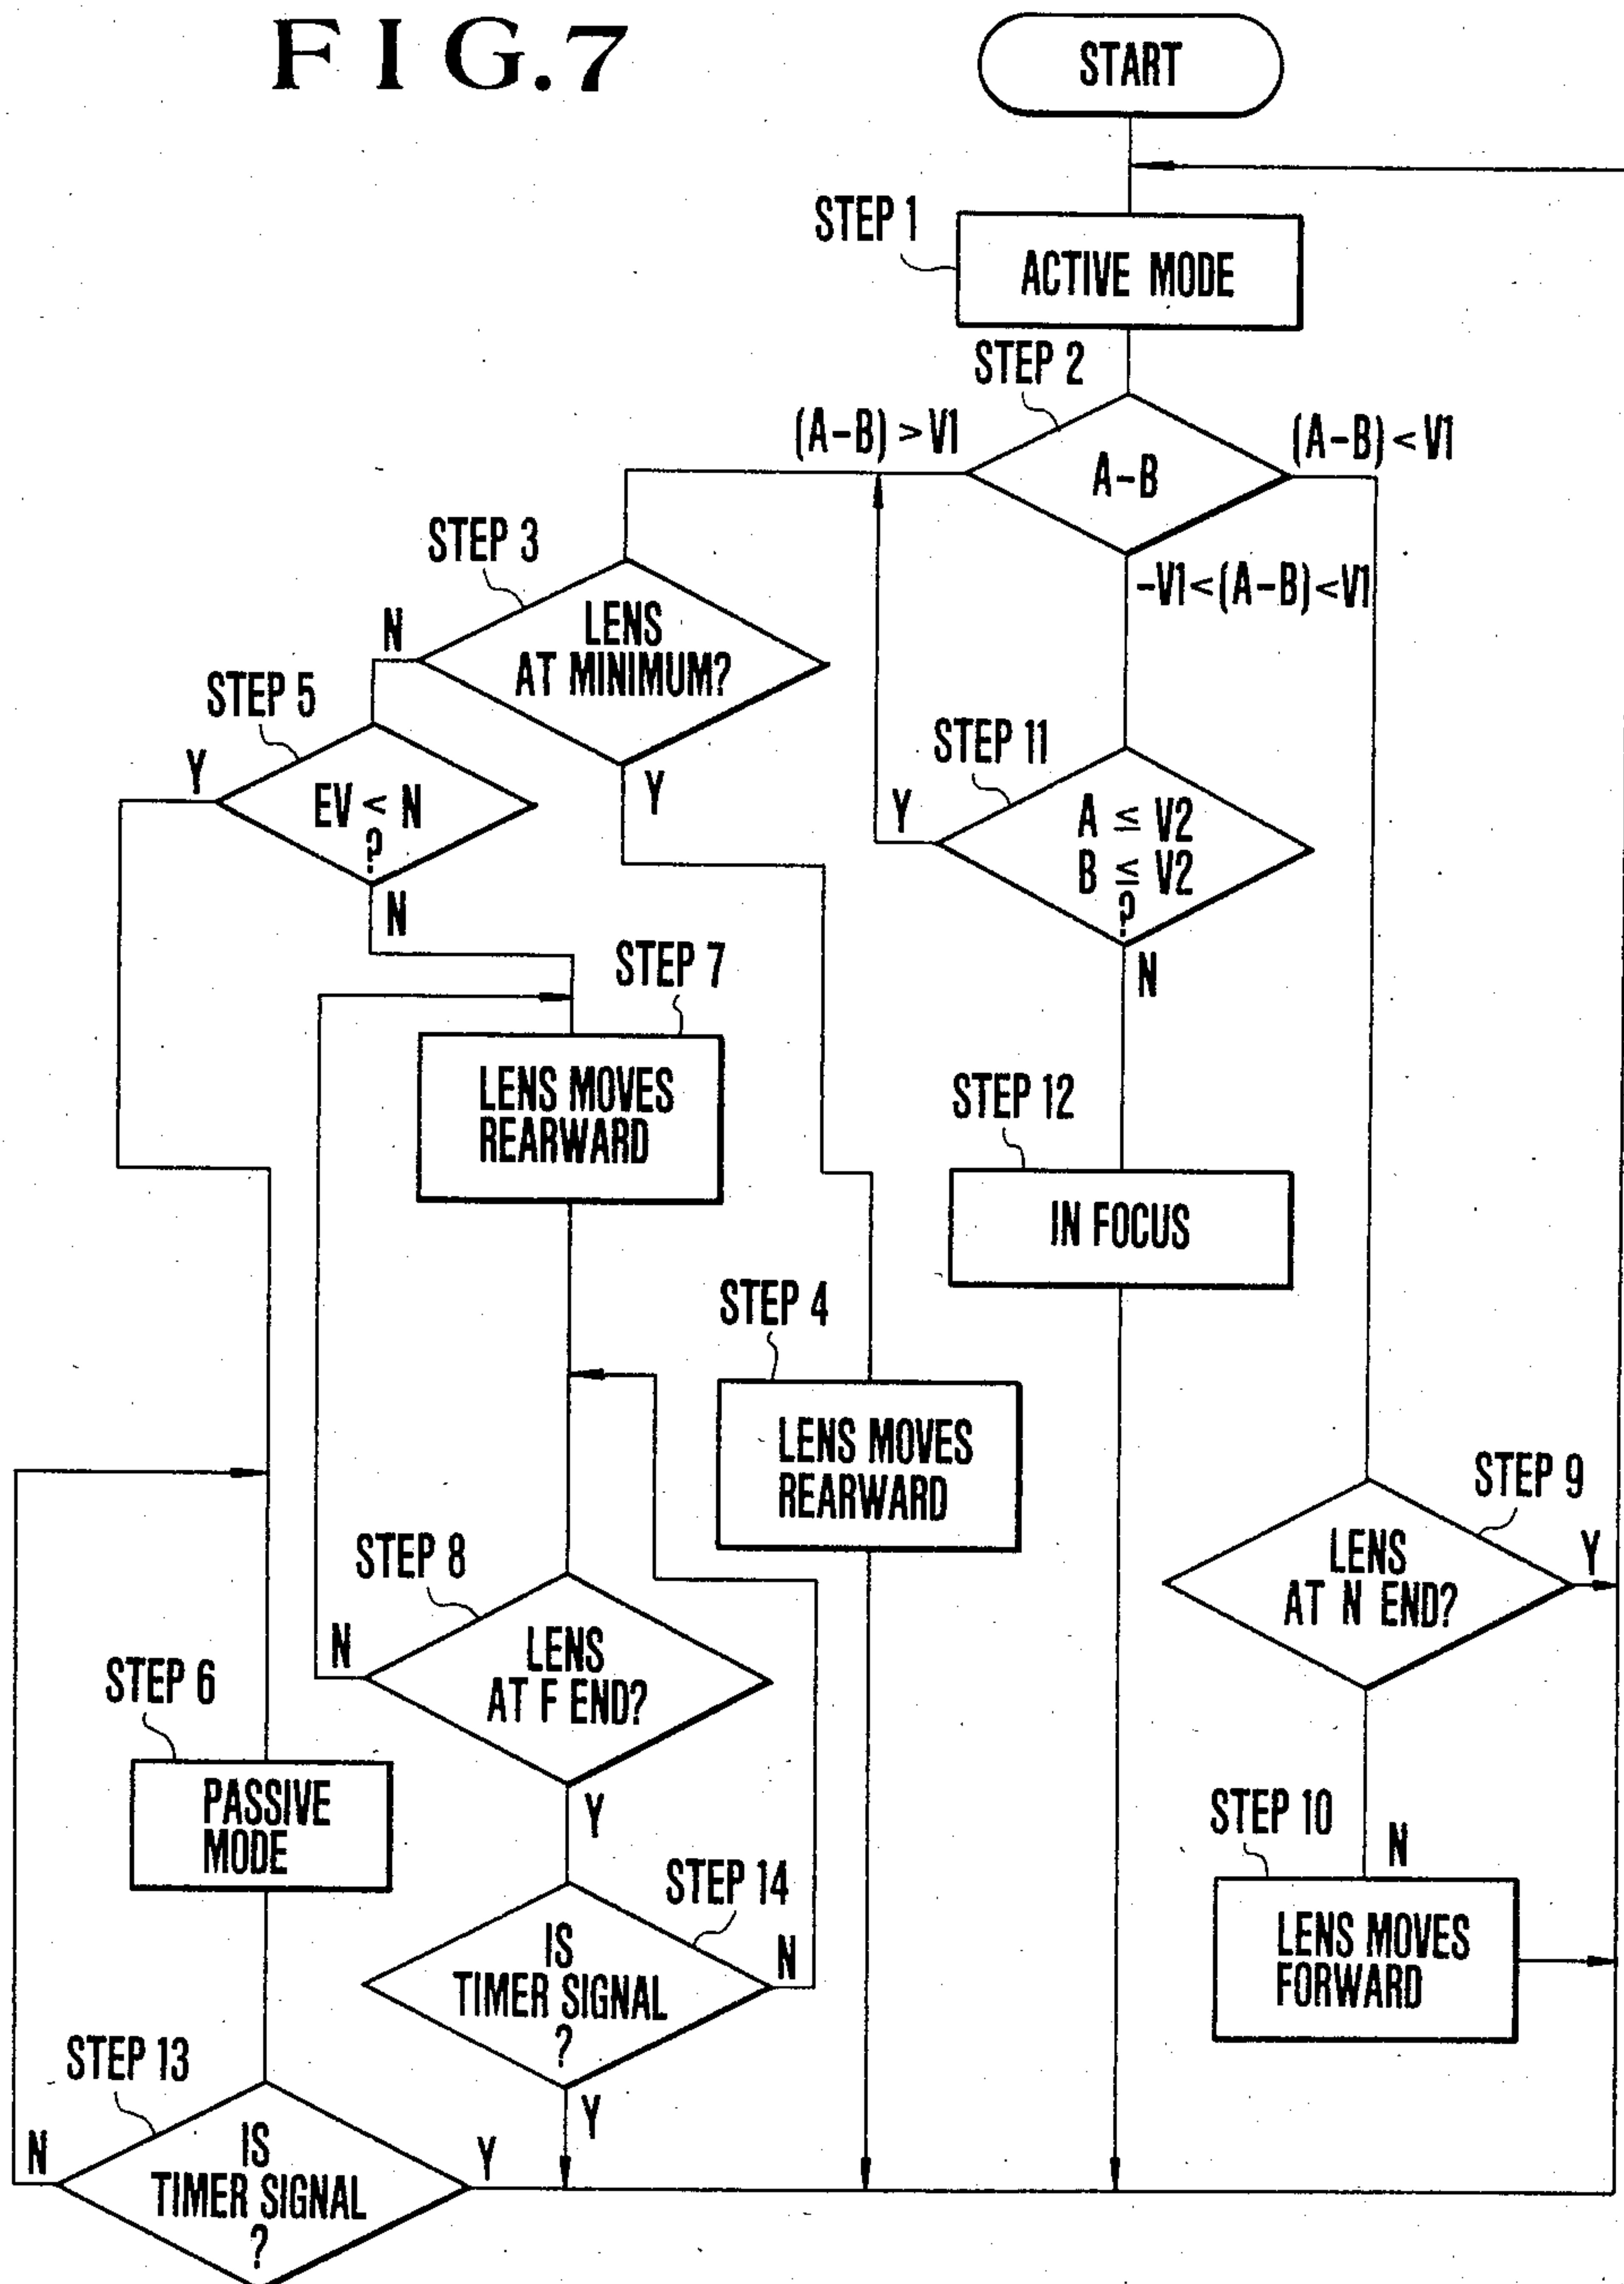 FIG.7
START
STEP 1
ACTIVE MODE
STEP 2
(A-B) > V1
(A-B) < V1
A-B
-V1<(A-B)<V1
STEP 3
LENS
AT MINIMUM?
N
Y
STEP 5
Y
EV < N
?
N
STEP 11
Y
A ≤ V2
B ≤ V2
?
N
STEP 7
LENS MOVES
REARWARD
STEP 12
IN FOCUS
STEP 4
LENS MOVES
REARWARD
STEP 9
LENS
AT N END?
Y
N
STEP 8
N
LENS
AT F END?
Y
STEP 6
PASSIVE
MODE
STEP 10
LENS MOVES
FORWARD
STEP 14
IS
TIMER SIGNAL
?
N
Y
STEP 13
N
IS
TIMER SIGNAL
?
Y